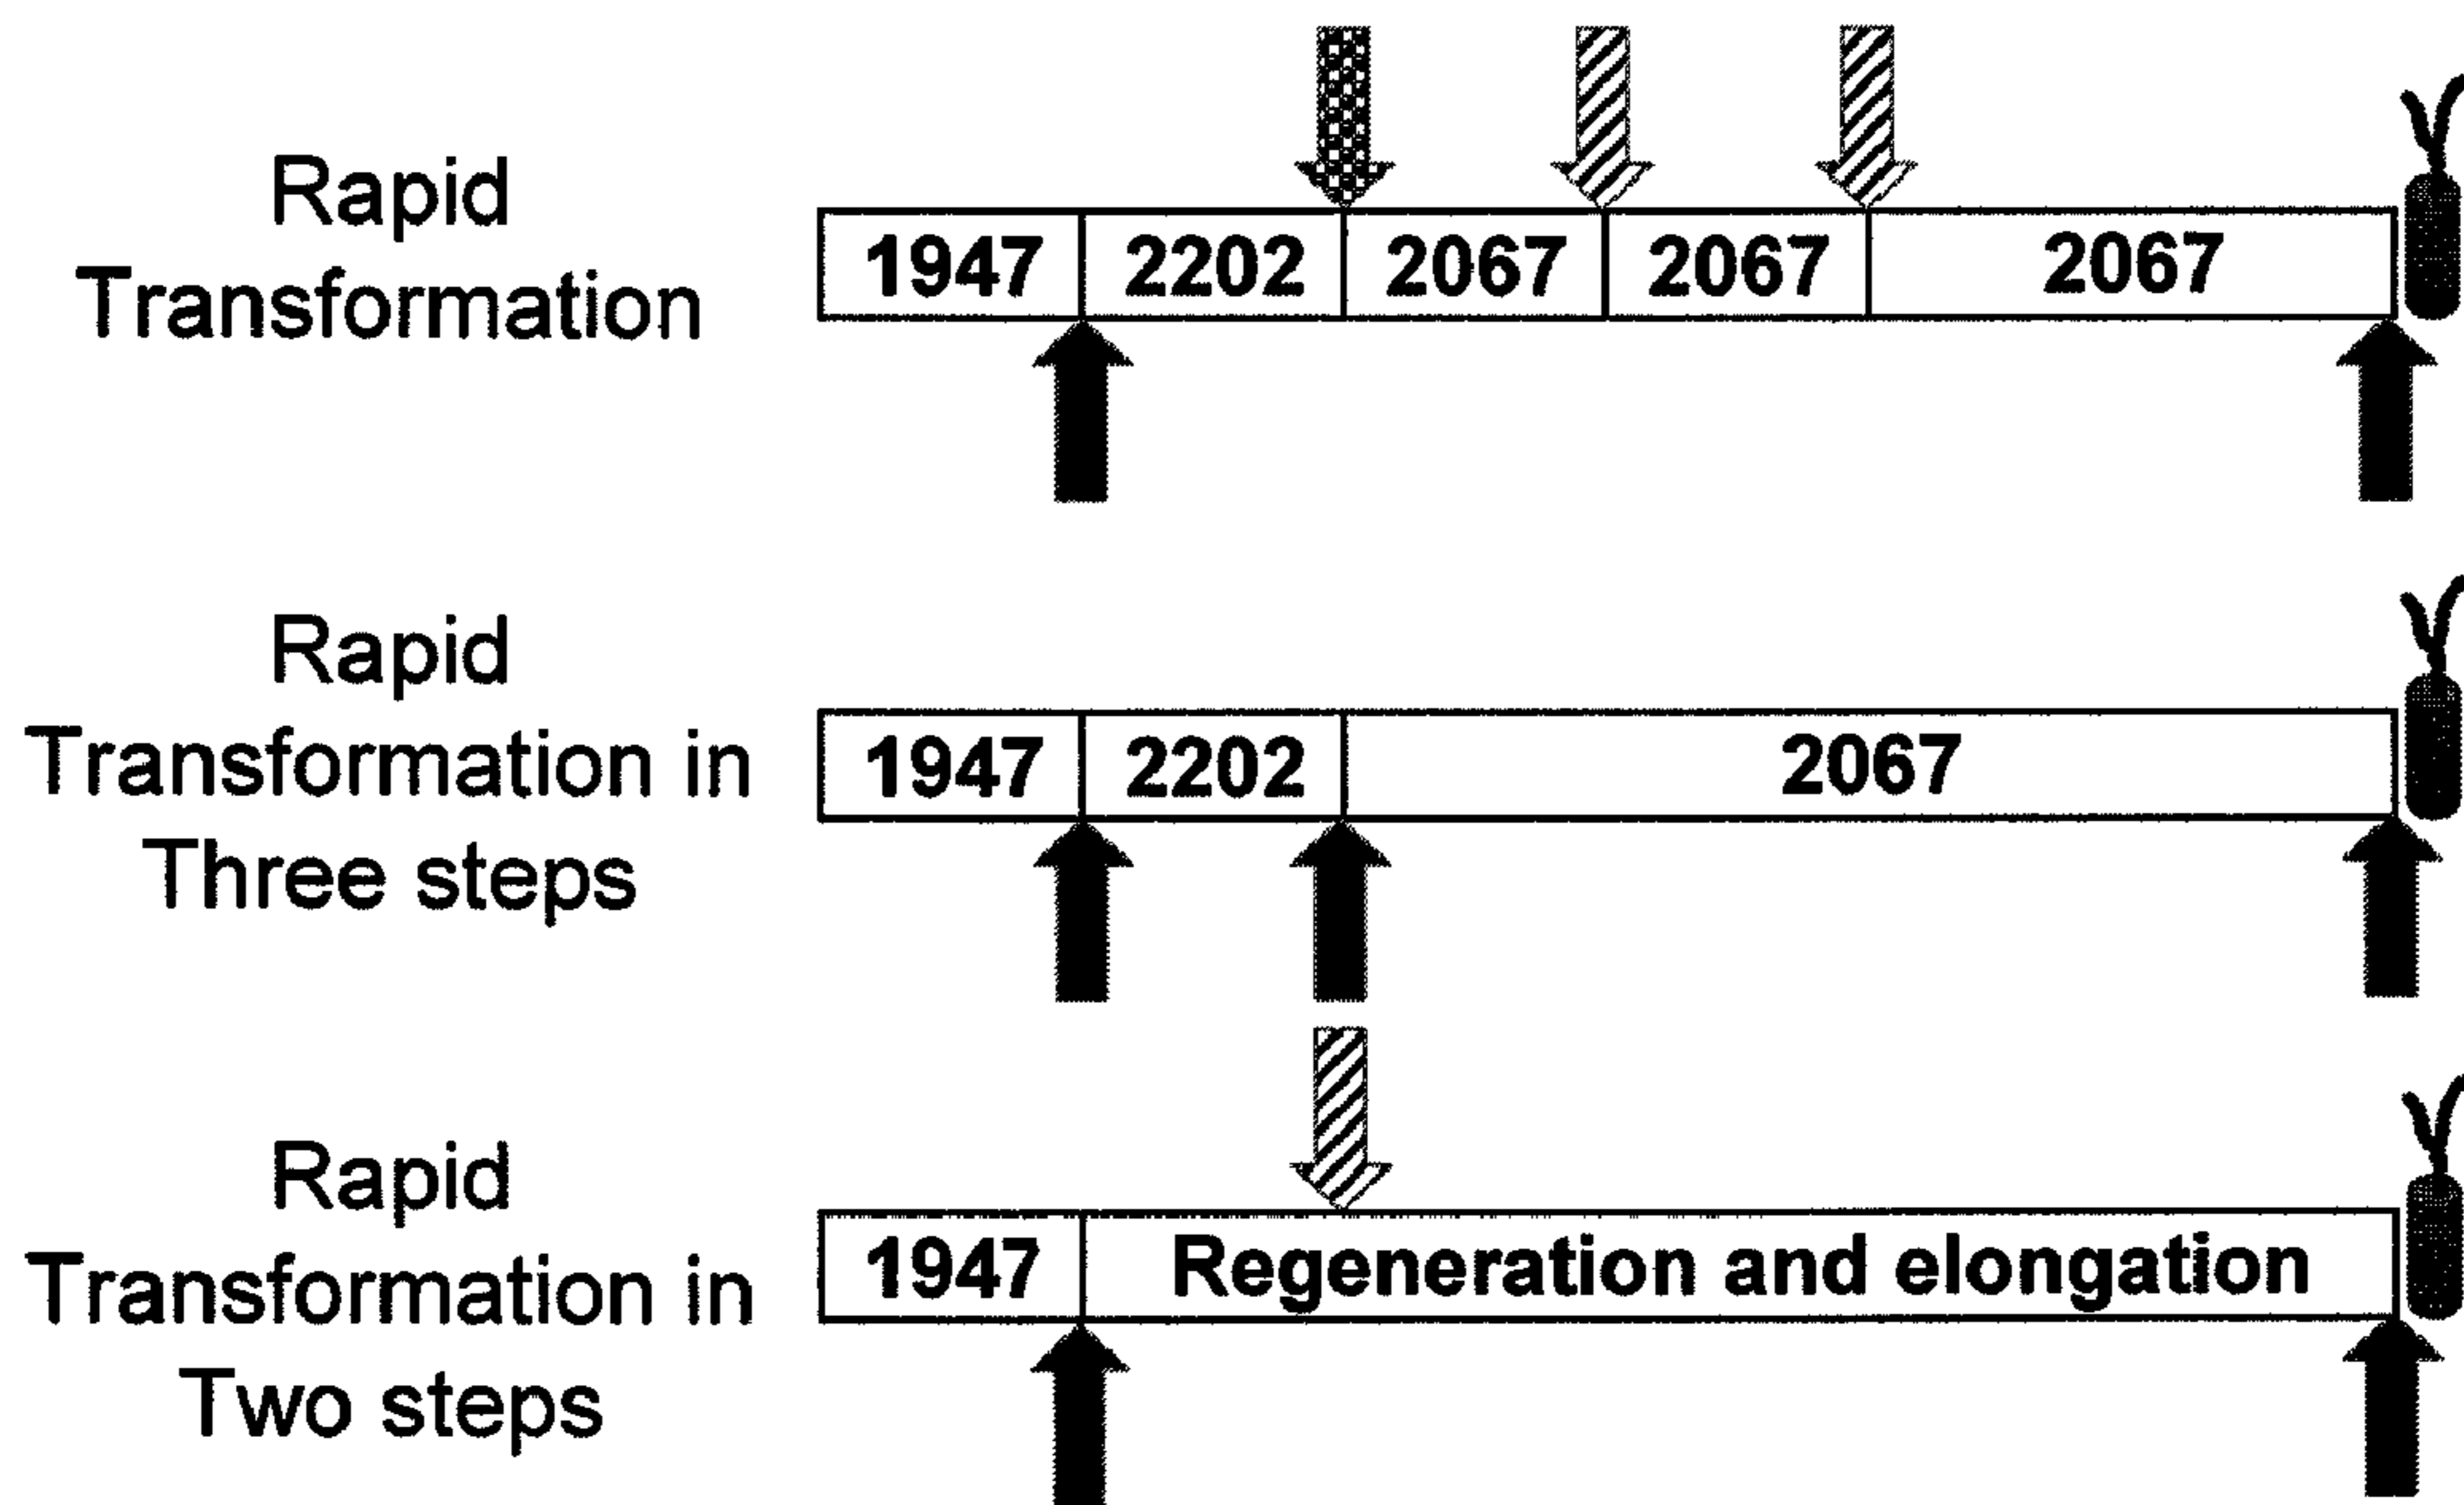 Rapid
Transformation
1947 2202 2067 2067 2067
Rapid
Transformation in
Three steps
1947 2202 2067
Rapid
Transformation in
Two steps
1947 Regeneration and elongation